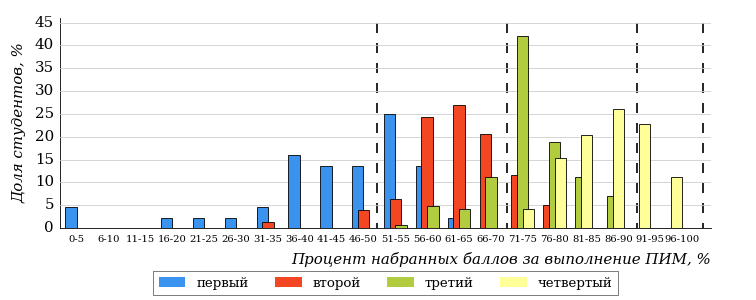 Доля студентов, %
45
40
35
30
25
20
15
10
5
0
0-5 6-10 11-15 16-20 21-25 26-30 31-35 36-40 41-45 46-50 51-55 56-60 61-65 66-70 71-75 76-80 81-85 86-90 91-95 96-100
Процент набранных баллов за выполнение ПИМ, %
первый второй третий четвертый